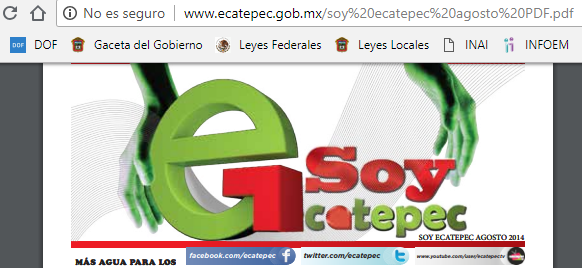 No es seguro | www.ecatepec.gob.mx/soy%20ecatepec%20agosto%20PDF.pdf
DOF DOF Gaceta del Gobierno Leyes Federales Leyes Locales INAI INFOEM
e Soy
Ecatepec
SOY ECATEPEC AGOSTO 2014
MÁS AGUA PARA LOS facebook.com/ecatepec twitter.com/ecatepec www.youtube.com/user/ecatepectv